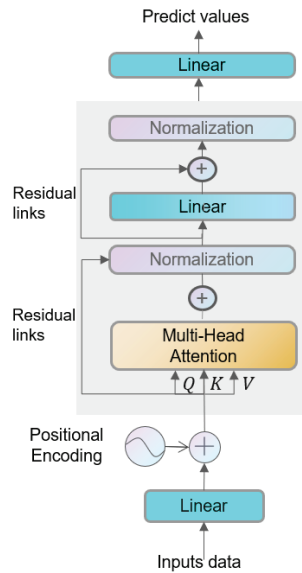 Predict values
Linear
Normalization
+
Residual
links
Linear
Normalization
Residual
links
+
Multi-Head
Attention
Q K V
Positional
Encoding
+
Linear
Inputs data